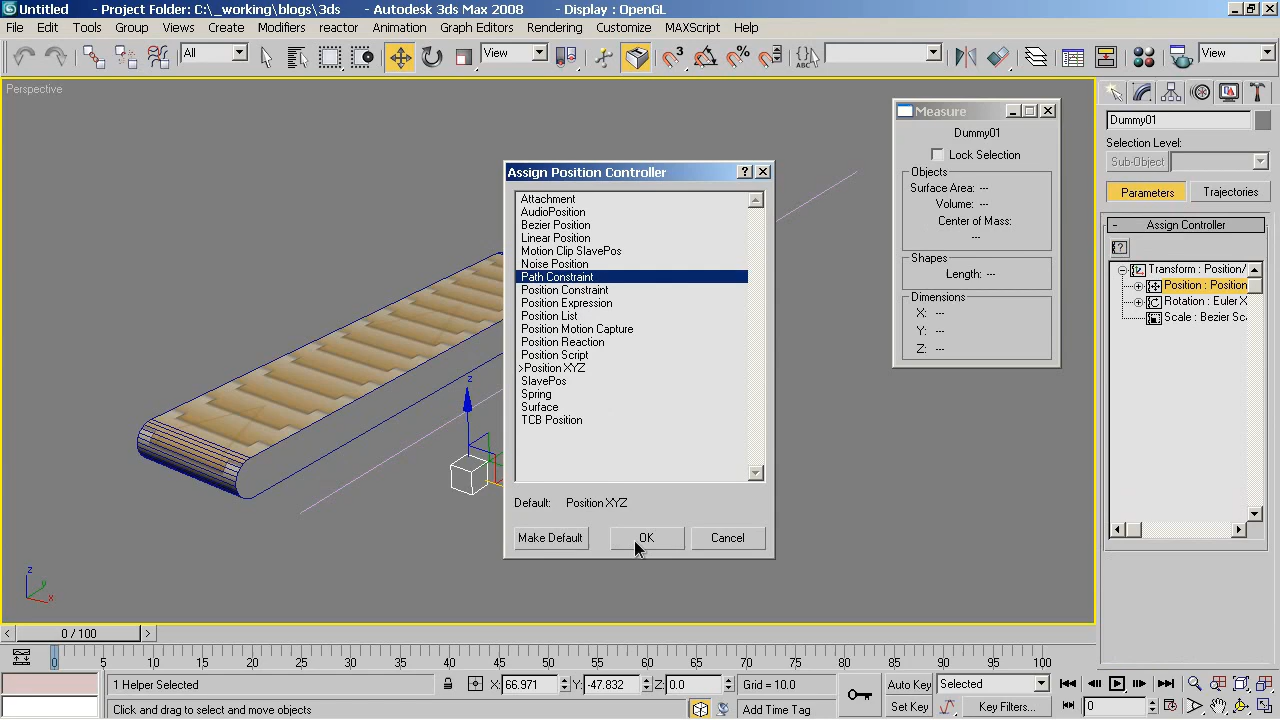 Untitled - Project Folder: C:\_working\blogs\3ds - Autodesk 3ds Max 2008 - Display : OpenGL
File Edit Tools Group Views Create Modifiers reactor Animation Graph Editors Rendering Customize MAXScript Help
All View 3 % ABC View
Perspective
Measure
Dummy01
Lock Selection
Objects
Surface Area: ---
Volume: ---
Center of Mass:
---
Shapes
Length: ---
Dimensions
X: ---
Y: ---
Z: ---
Assign Position Controller
Attachment
AudioPosition
Bezier Position
Linear Position
Motion Clip SlavePos
Noise Position
Path Constraint
Position Constraint
Position Expression
Position List
Position Motion Capture
Position Reaction
Position Script
>Position XYZ
SlavePos
Spring
Surface
TCB Position
Default: Position XYZ
Make Default OK Cancel
Dummy01
Selection Level:
Sub-Object
Parameters Trajectories
- Assign Controller
Transform : Position/
Position : Position
Rotation : Euler X
Scale : Bezier Sc
z
z
y
x
< 0 / 100 >
0 5 10 15 20 25 30 35 40 45 50 55 60 65 70 75 80 85 90 95 100
1 Helper Selected X: 66.971 Y: -47.832 Z: 0.0 Grid = 10.0 Auto Key Selected
Click and drag to select and move objects Add Time Tag Set Key Key Filters... 0